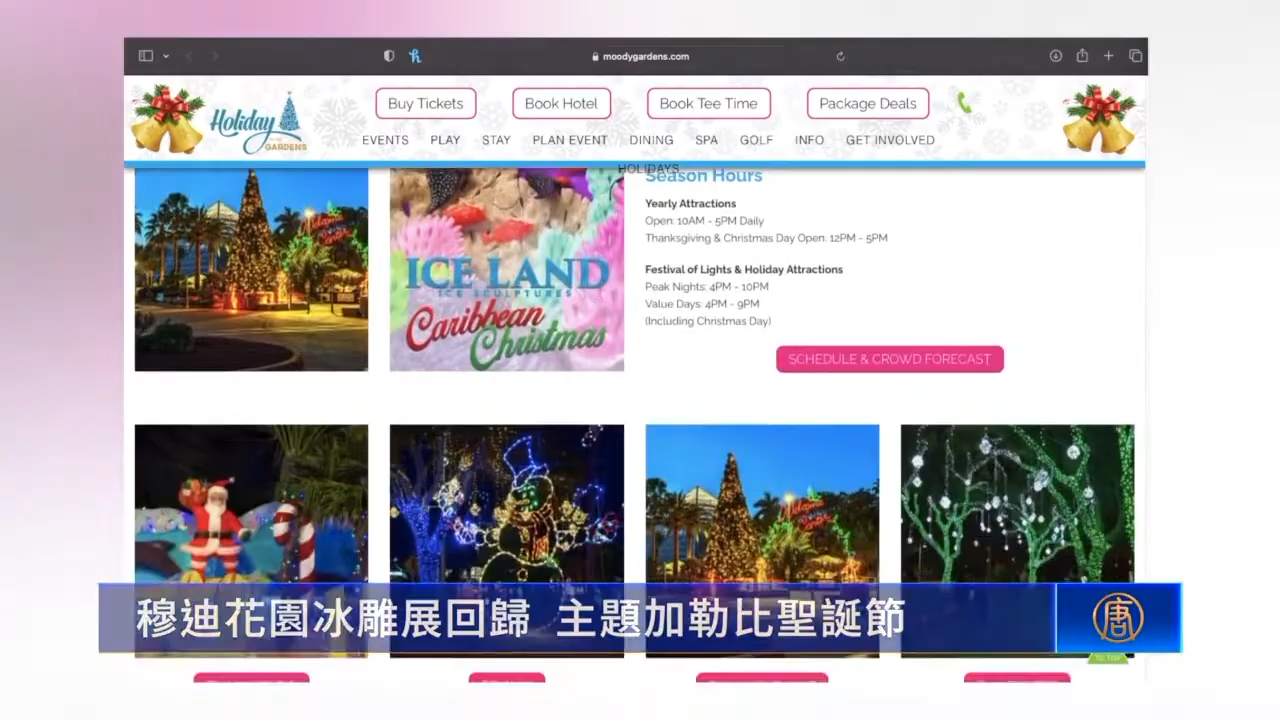 moodygardens.com
Buy Tickets
Book Hotel
Book Tee Time
Package Deals
Holiday
GARDENS
EVENTS PLAY STAY PLAN EVENT DINING SPA GOLF INFO GET INVOLVED
HOLIDAYS
Season Hours
Yearly Attractions
Open: 10AM - 5PM Daily
Thanksgiving & Christmas Day Open: 12PM - 5PM
Festival of Lights & Holiday Attractions
Peak Nights: 4PM - 10PM
Value Days: 4PM - 9PM
(Including Christmas Day)
SCHEDULE & CROWD FORECAST
ICE LAND
ICE SCULPTURES
Caribbean
Christmas
穆迪花園冰雕展回歸 主題加勒比聖誕節
唐
TO TOP